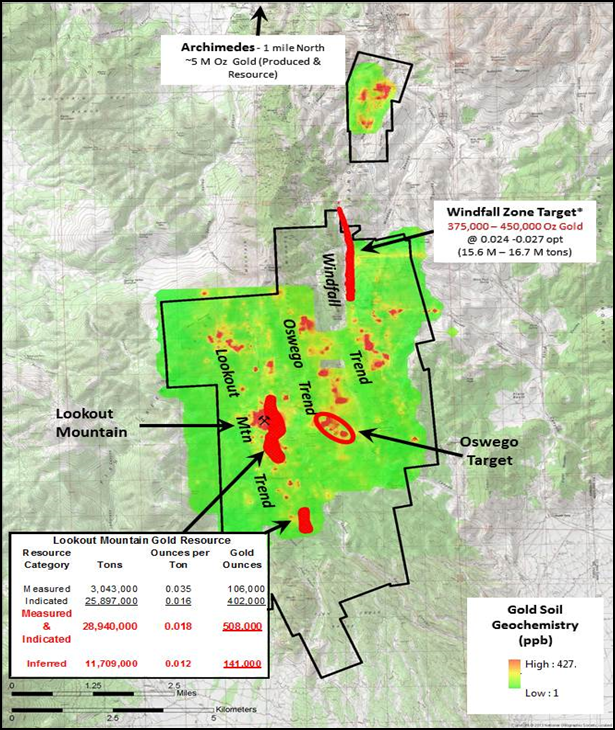 Archimedes - 1 mile North
~5 M Oz Gold (Produced &
Resource)
Windfall Zone Target*
375,000 – 450,000 Oz Gold
@ 0.024 -0.027 opt
(15.6 M – 16.7 M tons)
Windfall
Trend
Oswego
Trend
Lookout
Mtn
Trend
Lookout
Mountain
Oswego
Target
Lookout Mountain Gold Resource
Resource Category Tons Ounces per Ton Gold Ounces
Measured 3,043,000 0.035 106,000
Indicated 25,897,000 0.016 402,000
Measured & Indicated 28,940,000 0.018 508,000
Inferred 11,709,000 0.012 141,000
Gold Soil
Geochemistry
(ppb)
High : 427.
Low : 1
0 1.25 2.5
Miles
0 2.5 5
Kilometers